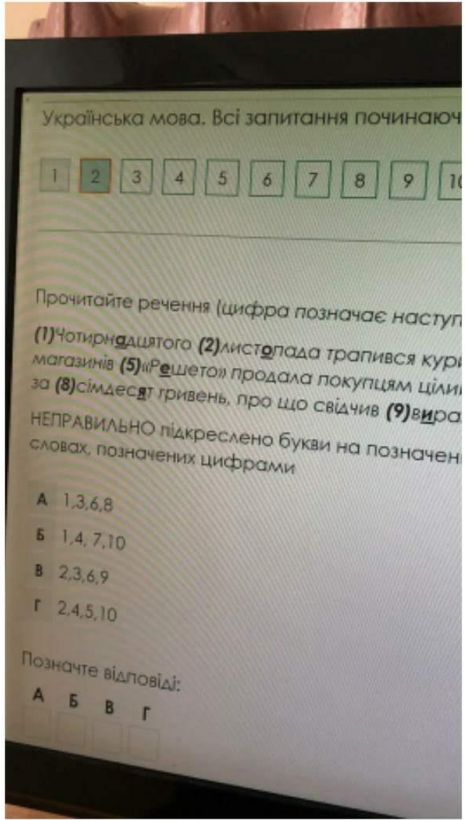 Українська мова. Всі запитання починаюч
1 2 3 4 5 6 7 8 9 10
Прочитайте речення (цифра позначає наступ
(1)Чотирнадцятого (2)листопада трапився кур
магазинів (5)«Решето» продала покупцям ціли
за (8)сімдесят гривень, про що свідчив (9)вира
НЕПРАВИЛЬНО підкреслено букви на позначен
словах, позначених цифрами
А 1,3,6,8
Б 1,4, 7,10
В 2,3,6,9
Г 2,4,5,10
Позначте відповіді:
А Б В Г